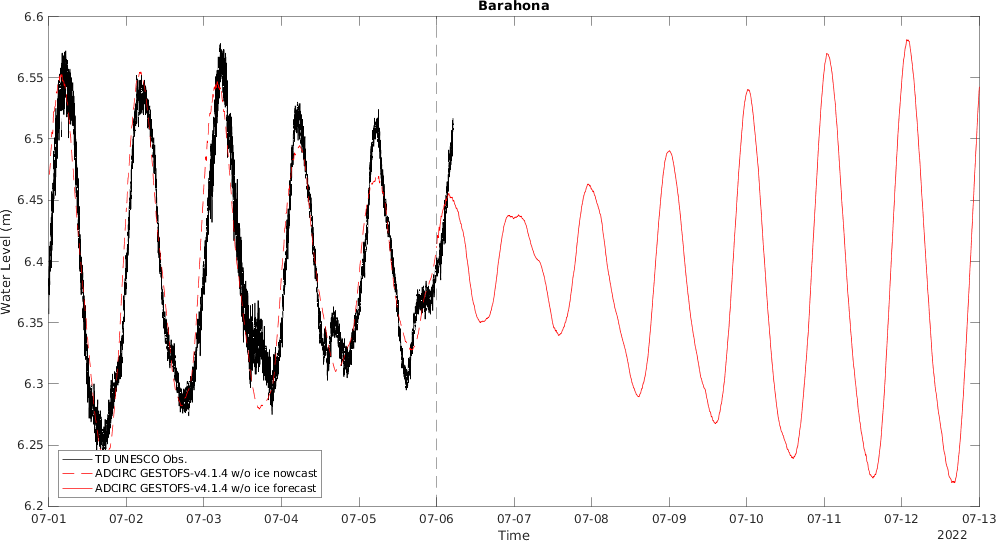 Barahona
6.6
6.55
6.5
6.45
6.4
6.35
6.3
6.25
6.2
Water Level (m)
TD UNESCO Obs.
ADCIRC GESTOFS-v4.1.4 w/o ice nowcast
ADCIRC GESTOFS-v4.1.4 w/o ice forecast
07-01 07-02 07-03 07-04 07-05 07-06 07-07 07-08 07-09 07-10 07-11 07-12 07-13
Time
2022